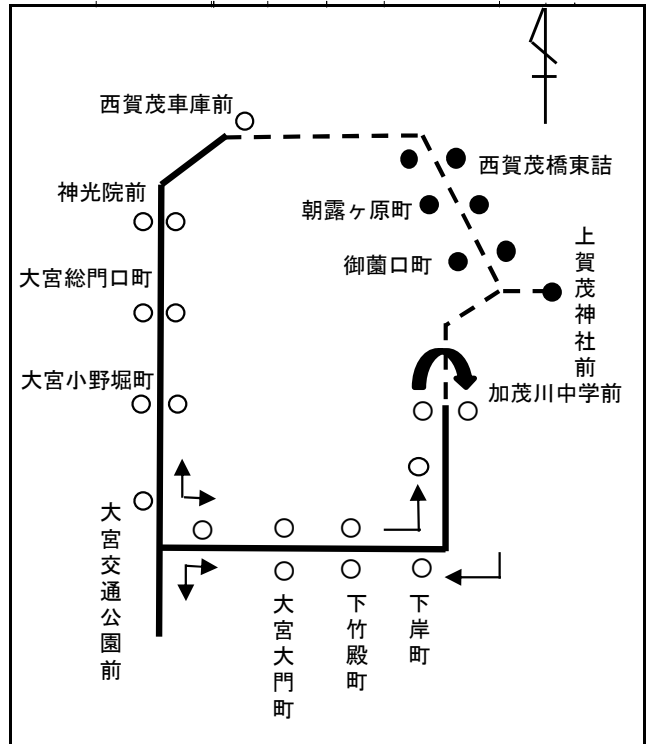 西賀茂車庫前
西賀茂橋東詰
神光院前
朝露ヶ原町
上賀茂神社前
御薗口町
大宮総門口町
大宮小野堀町
加茂川中学前
大宮交通公園前
大宮大門町
下竹殿町
下岸町